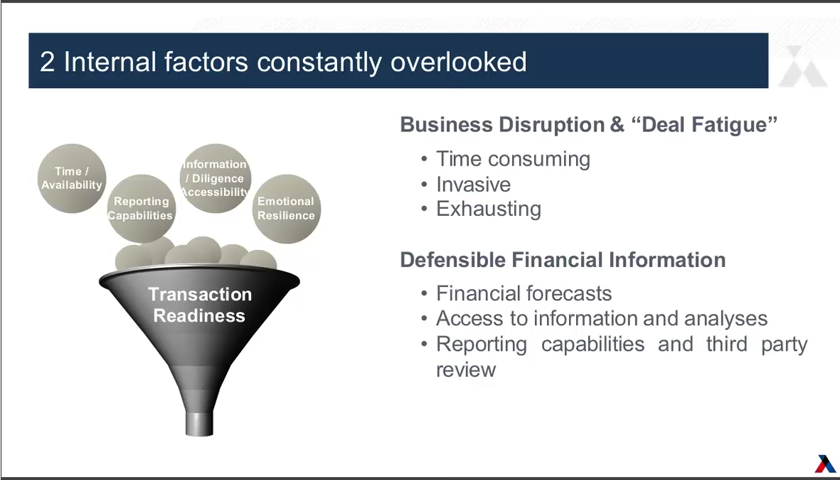 2 Internal factors constantly overlooked
Time /
Availability
Reporting
Capabilities
Information
/ Diligence
Accessibility
Emotional
Resilience
Transaction
Readiness
Business Disruption & “Deal Fatigue”
• Time consuming
• Invasive
• Exhausting
Defensible Financial Information
• Financial forecasts
• Access to information and analyses
• Reporting capabilities and third party
review